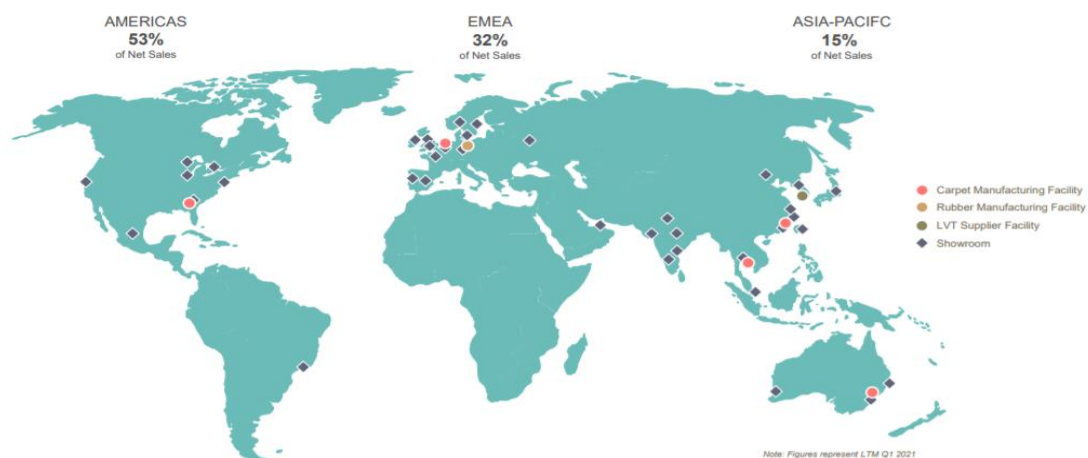 AMERICAS
53%
of Net Sales
EMEA
32%
of Net Sales
ASIA-PACIFC
15%
of Net Sales
Carpet Manufacturing Facility
Rubber Manufacturing Facility
LVT Supplier Facility
Showroom
Note: Figures represent LTM Q1 2021